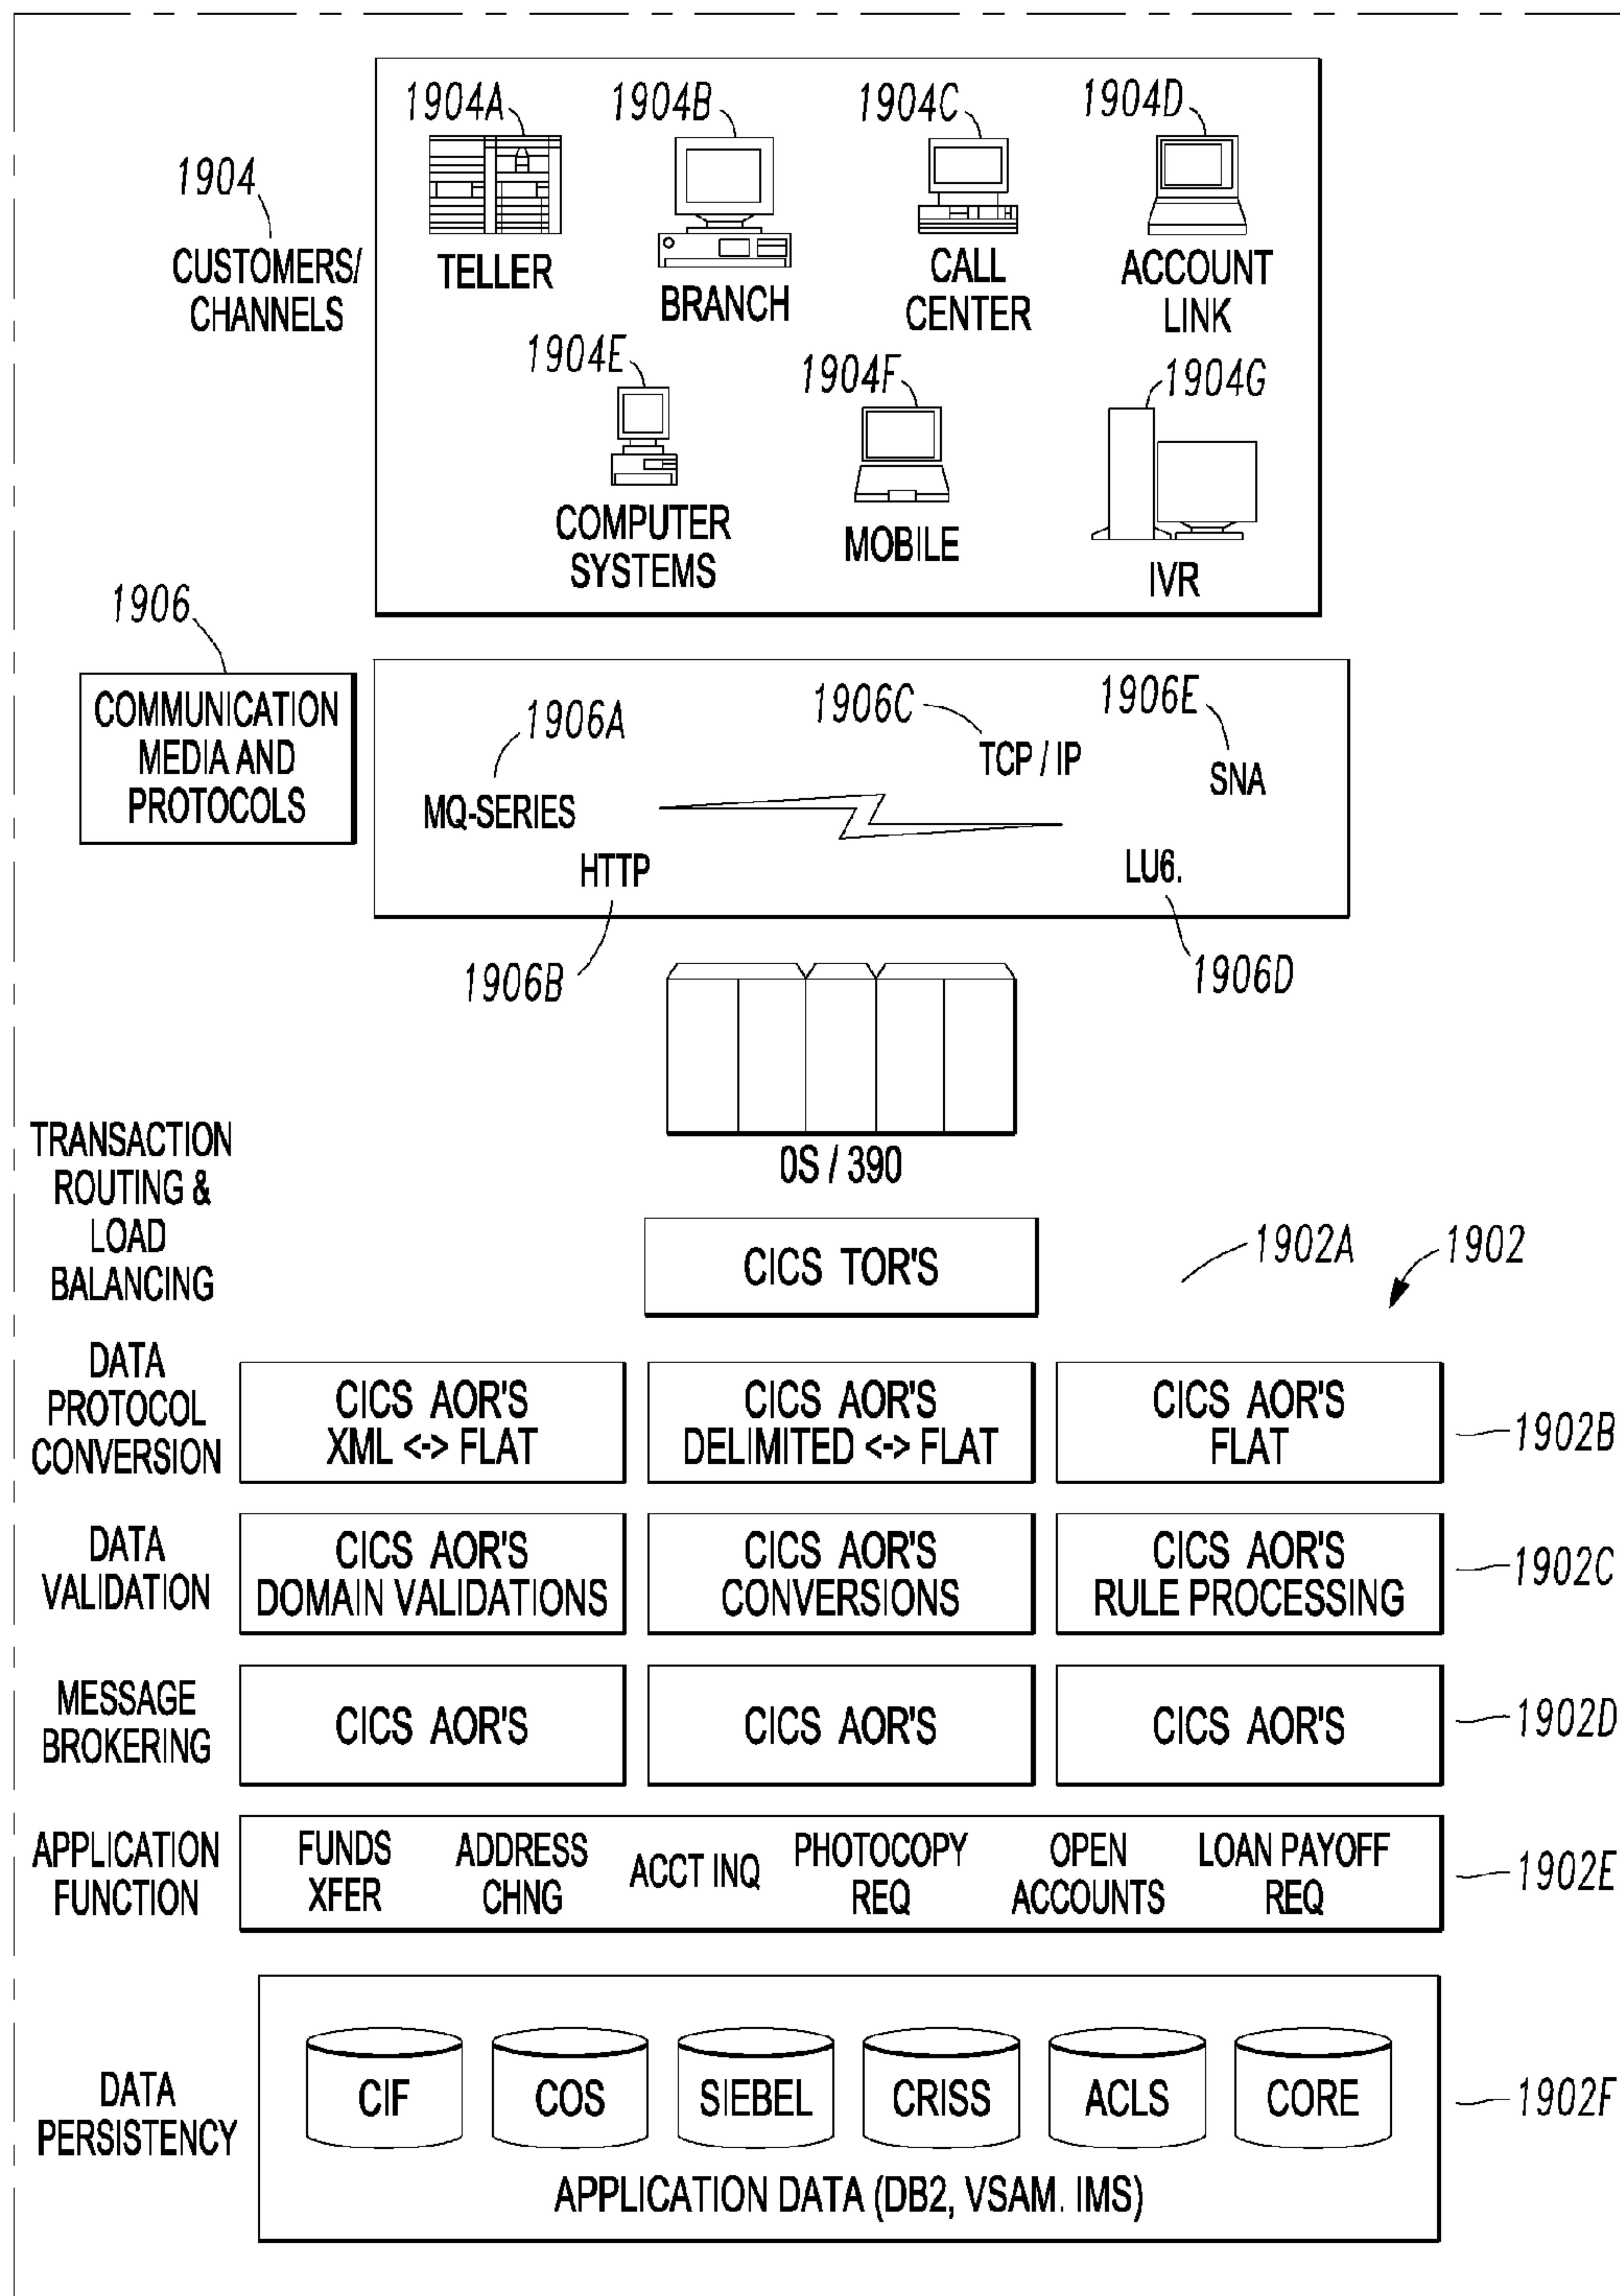 1904A
1904B
1904C
1904D
1904
CUSTOMERS/
CHANNELS
TELLER
BRANCH
CALL
CENTER
ACCOUNT
LINK
1904E
1904F
1904G
COMPUTER
SYSTEMS
MOBILE
IVR
1906
COMMUNICATION
MEDIA AND
PROTOCOLS
1906A
1906C
1906E
MQ-SERIES
TCP / IP
SNA
HTTP
LU6.
1906B
1906D
OS / 390
TRANSACTION
ROUTING &
LOAD
BALANCING
CICS TOR'S
1902A
1902
DATA
PROTOCOL
CONVERSION
CICS AOR'S
XML <-> FLAT
CICS AOR'S
DELIMITED <-> FLAT
CICS AOR'S
FLAT
1902B
DATA
VALIDATION
CICS AOR'S
DOMAIN VALIDATIONS
CICS AOR'S
CONVERSIONS
CICS AOR'S
RULE PROCESSING
1902C
MESSAGE
BROKERING
CICS AOR'S
CICS AOR'S
CICS AOR'S
1902D
APPLICATION
FUNCTION
FUNDS
XFER
ADDRESS
CHNG
ACCT INQ
PHOTOCOPY
REQ
OPEN
ACCOUNTS
LOAN PAYOFF
REQ
1902E
DATA
PERSISTENCY
CIF
COS
SIEBEL
CRISS
ACLS
CORE
1902F
APPLICATION DATA (DB2, VSAM. IMS)